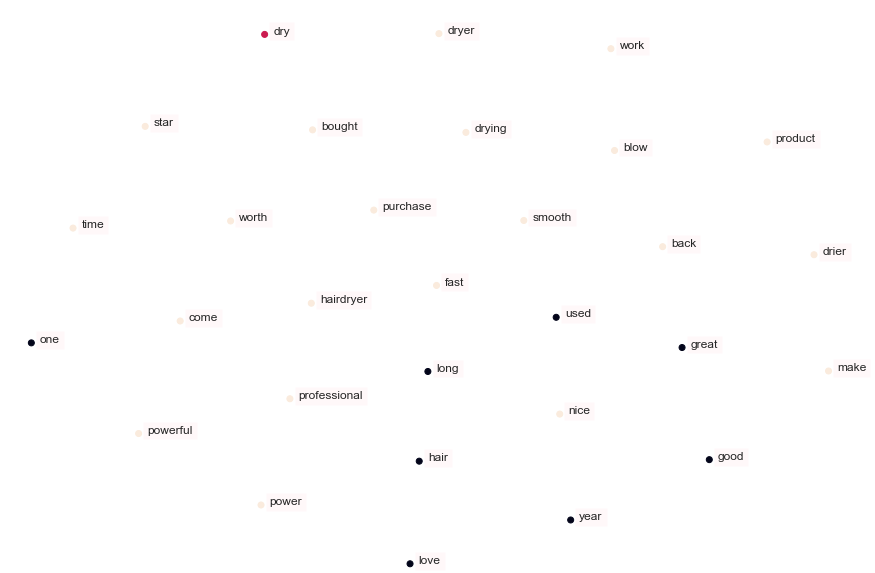 dry
dryer
work
star
bought
drying
product
blow
purchase
worth
smooth
time
back
drier
fast
hairdryer
used
come
one
great
long
make
professional
nice
powerful
hair
good
power
year
love